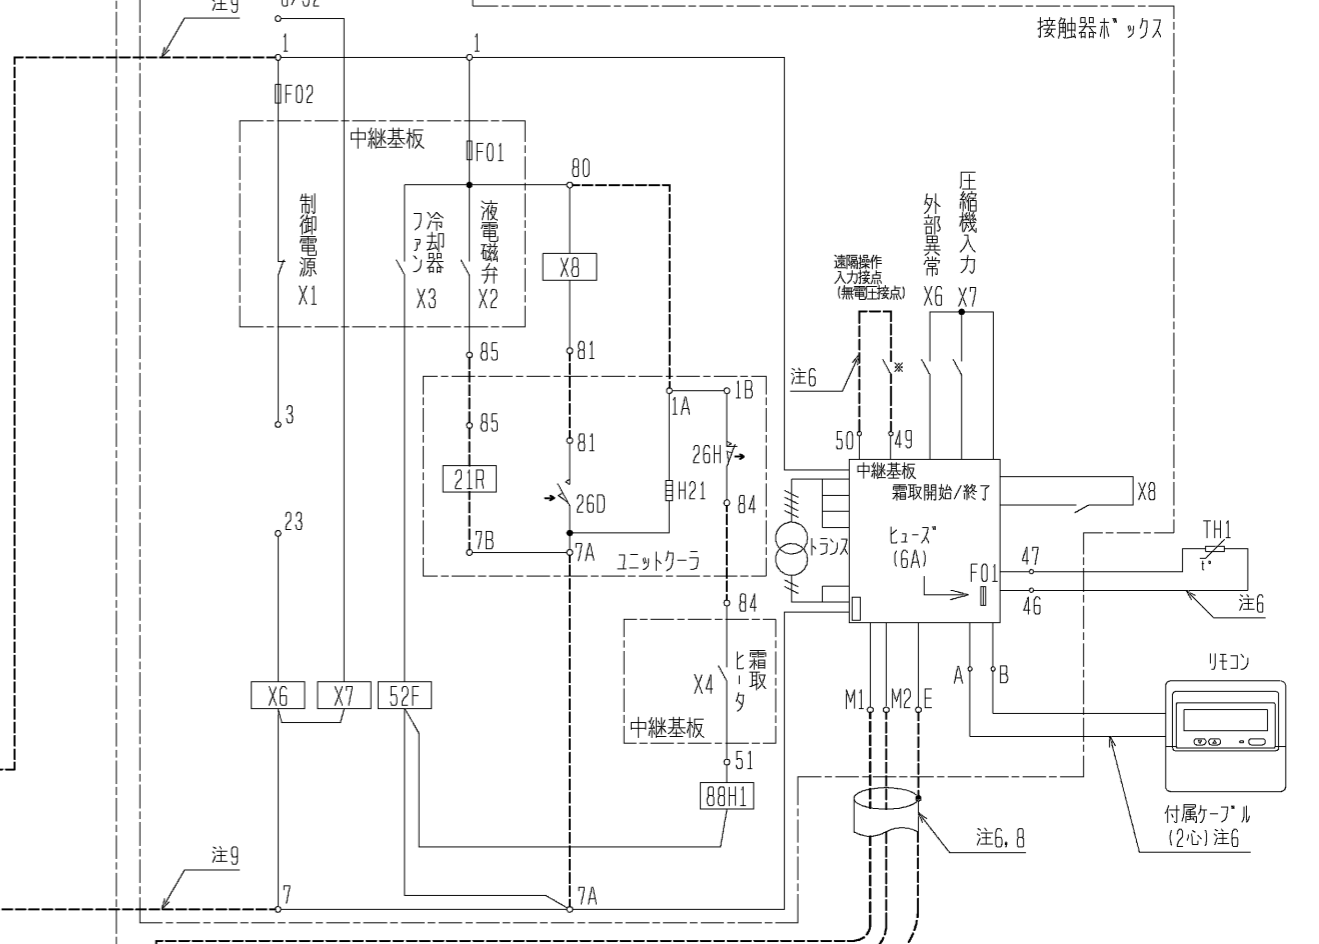 注9
接触器ボックス
1
1
F02
中継基板
F01
80
制御電源
X1
冷却器
ファン
X3
液電磁弁
X2
X8
外部異常
X6
圧縮機入力
X7
遠隔操作
入力接点
(無電圧接点)
※
注6
85
81
3
85
81
1A
1B
26H
21R
26D
H21
84
50
49
中継基板
霜取開始/終了
X8
23
7B
7A
ユニットクーラ
トランス
ヒューズ
(6A)
F01
47
46
TH1
t°
注6
84
霜取
ヒータ
X4
中継基板
X6
X7
52F
51
88H1
M1
M2
E
A
B
リモコン
付属ケーブル
(2心)注6
注6,8
注9
7
7A